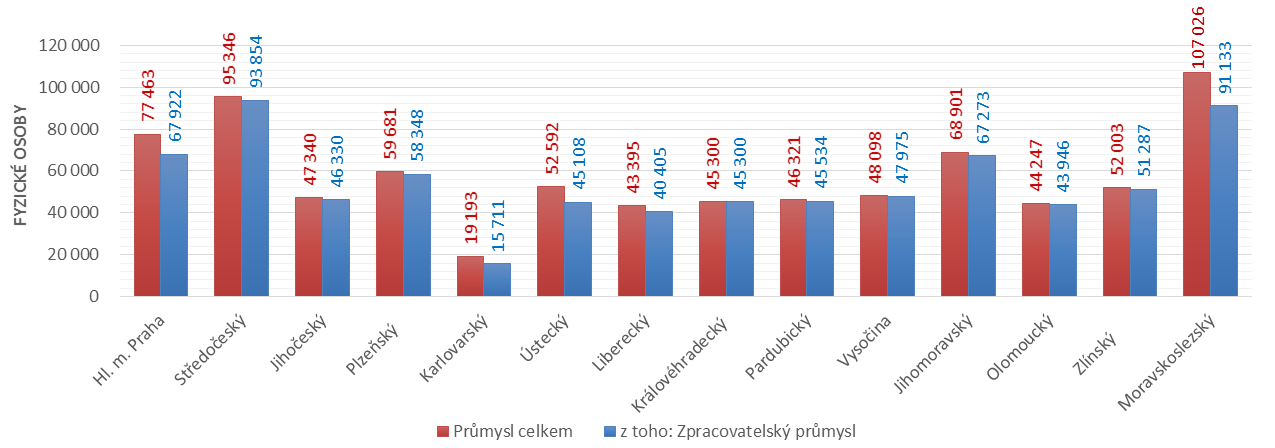 FYZICKÉ OSOBY
120 000
100 000
80 000
60 000
40 000
20 000
0
77 463
67 922
95 346
93 854
47 340
46 330
59 681
58 348
19 193
15 711
52 592
45 108
43 395
40 405
45 300
45 300
46 321
45 534
48 098
47 975
68 901
67 273
44 247
43 946
52 003
51 287
107 026
91 133
Hl. m. Praha
Středočeský
Jihočeský
Plzeňský
Karlovarský
Ústecký
Liberecký
Královéhradecký
Pardubický
Vysočina
Jihomoravský
Olomoucký
Zlínský
Moravskoslezský
Průmysl celkem
z toho: Zpracovatelský průmysl